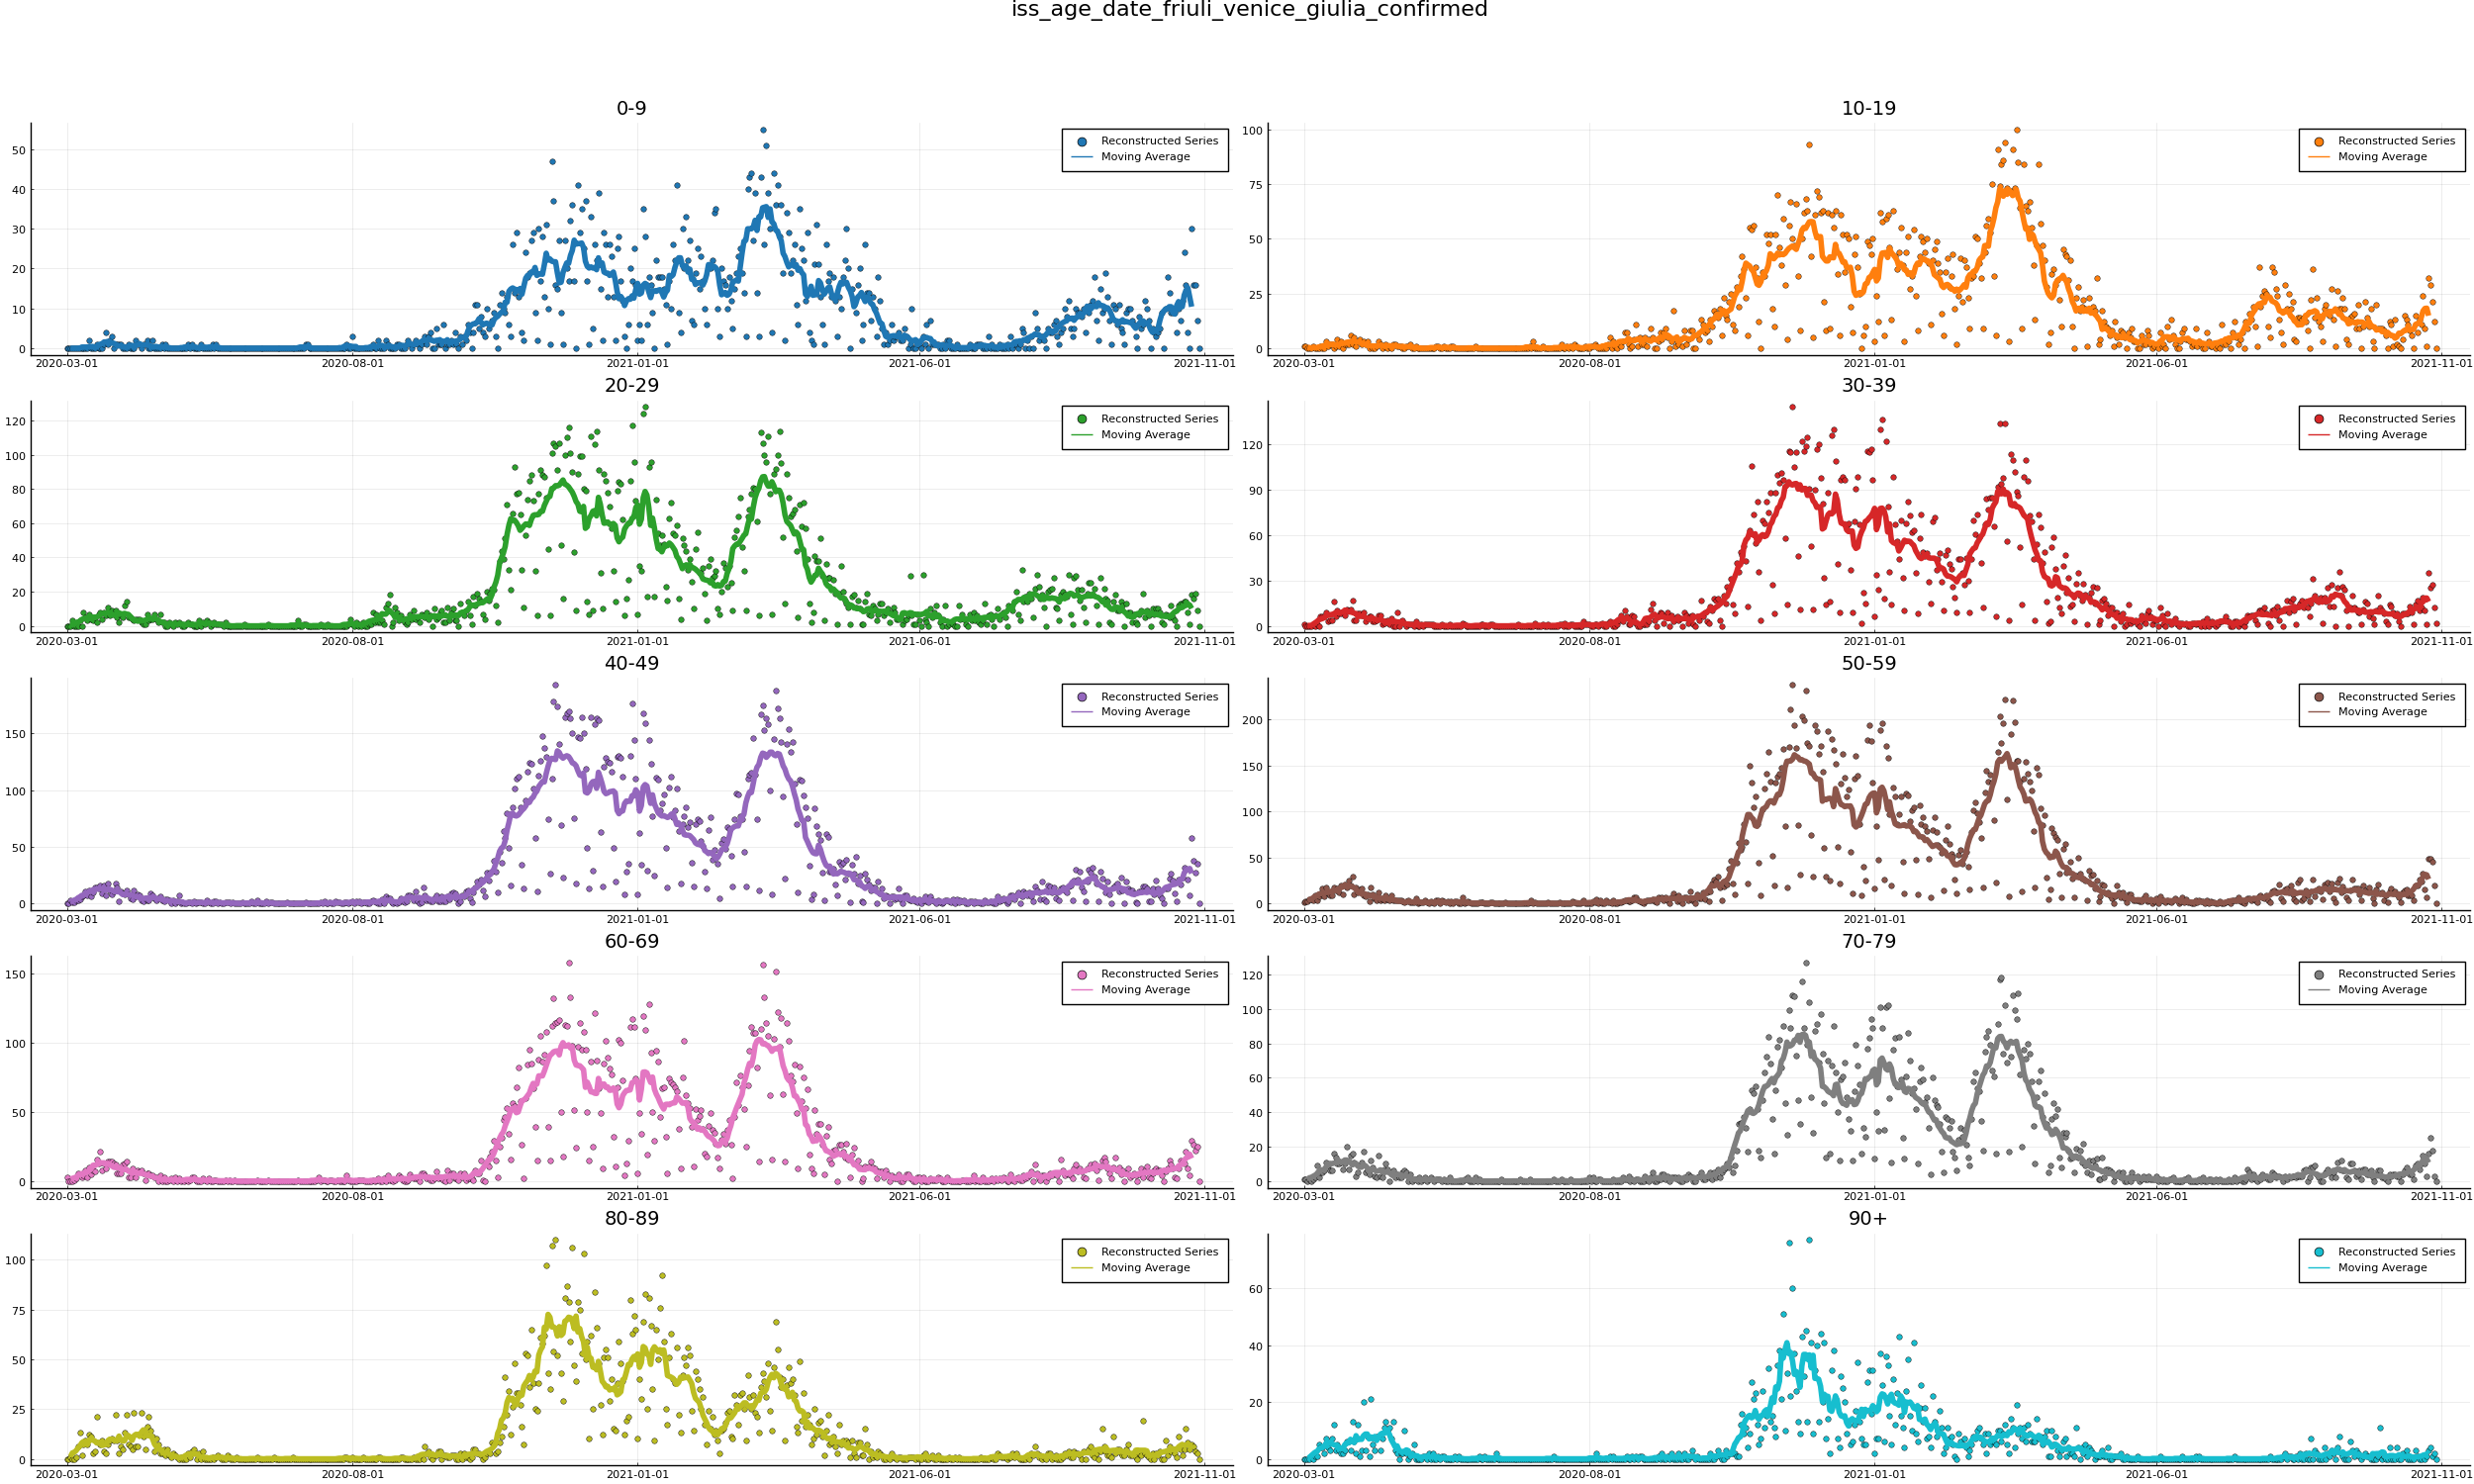 iss_age_date_friuli_venice_giulia_confirmed
0-9
Reconstructed Series
Moving Average
50
40
30
20
10
0
2020-03-01 2020-08-01 2021-01-01 2021-06-01 2021-11-01
10-19
Reconstructed Series
Moving Average
100
75
50
25
0
2020-03-01 2020-08-01 2021-01-01 2021-06-01 2021-11-01
20-29
Reconstructed Series
Moving Average
120
100
80
60
40
20
0
2020-03-01 2020-08-01 2021-01-01 2021-06-01 2021-11-01
30-39
Reconstructed Series
Moving Average
120
90
60
30
0
2020-03-01 2020-08-01 2021-01-01 2021-06-01 2021-11-01
40-49
Reconstructed Series
Moving Average
150
100
50
0
2020-03-01 2020-08-01 2021-01-01 2021-06-01 2021-11-01
50-59
Reconstructed Series
Moving Average
200
150
100
50
0
2020-03-01 2020-08-01 2021-01-01 2021-06-01 2021-11-01
60-69
Reconstructed Series
Moving Average
150
100
50
0
2020-03-01 2020-08-01 2021-01-01 2021-06-01 2021-11-01
70-79
Reconstructed Series
Moving Average
120
100
80
60
40
20
0
2020-03-01 2020-08-01 2021-01-01 2021-06-01 2021-11-01
80-89
Reconstructed Series
Moving Average
100
75
50
25
0
2020-03-01 2020-08-01 2021-01-01 2021-06-01 2021-11-01
90+
Reconstructed Series
Moving Average
60
40
20
0
2020-03-01 2020-08-01 2021-01-01 2021-06-01 2021-11-01